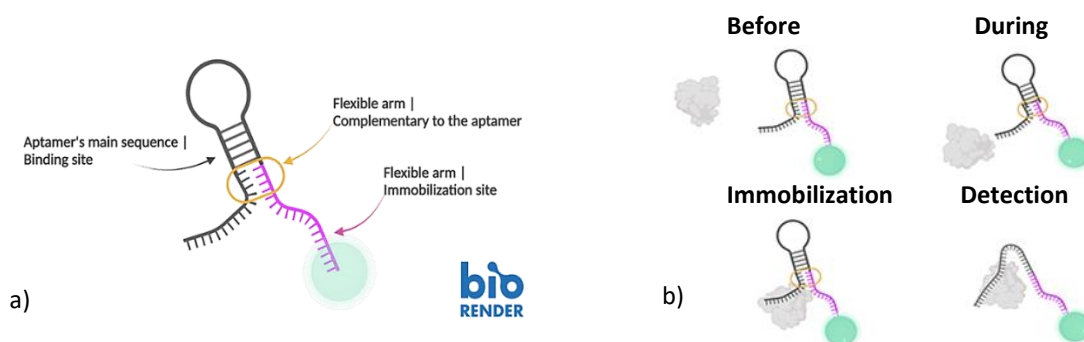 Aptamer's main sequence |
Binding site
Flexible arm |
Complementary to the aptamer
Flexible arm |
Immobilization site
bio
RENDER
a)
Before
During
Immobilization
Detection
b)